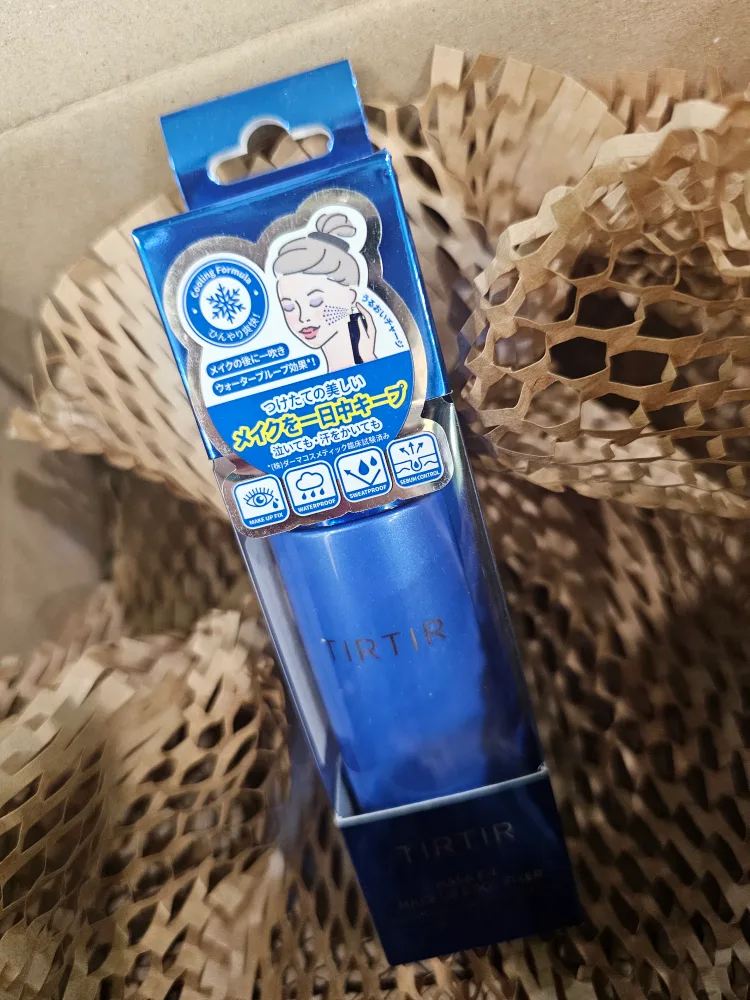 Cooling Formula
ひんやり爽快!
うるおいチャージ
メイクの後に一吹き
ウォータープルーフ効果*!
つけたての美しい
メイクを一日中キープ
泣いても・汗をかいても
*(株)ダーマコスメティック臨床試験済み
MAKE UP FIX
WATERPROOF
SWEATPROOF
SEBUM CONTROL
TIRTIR
TIRTIR